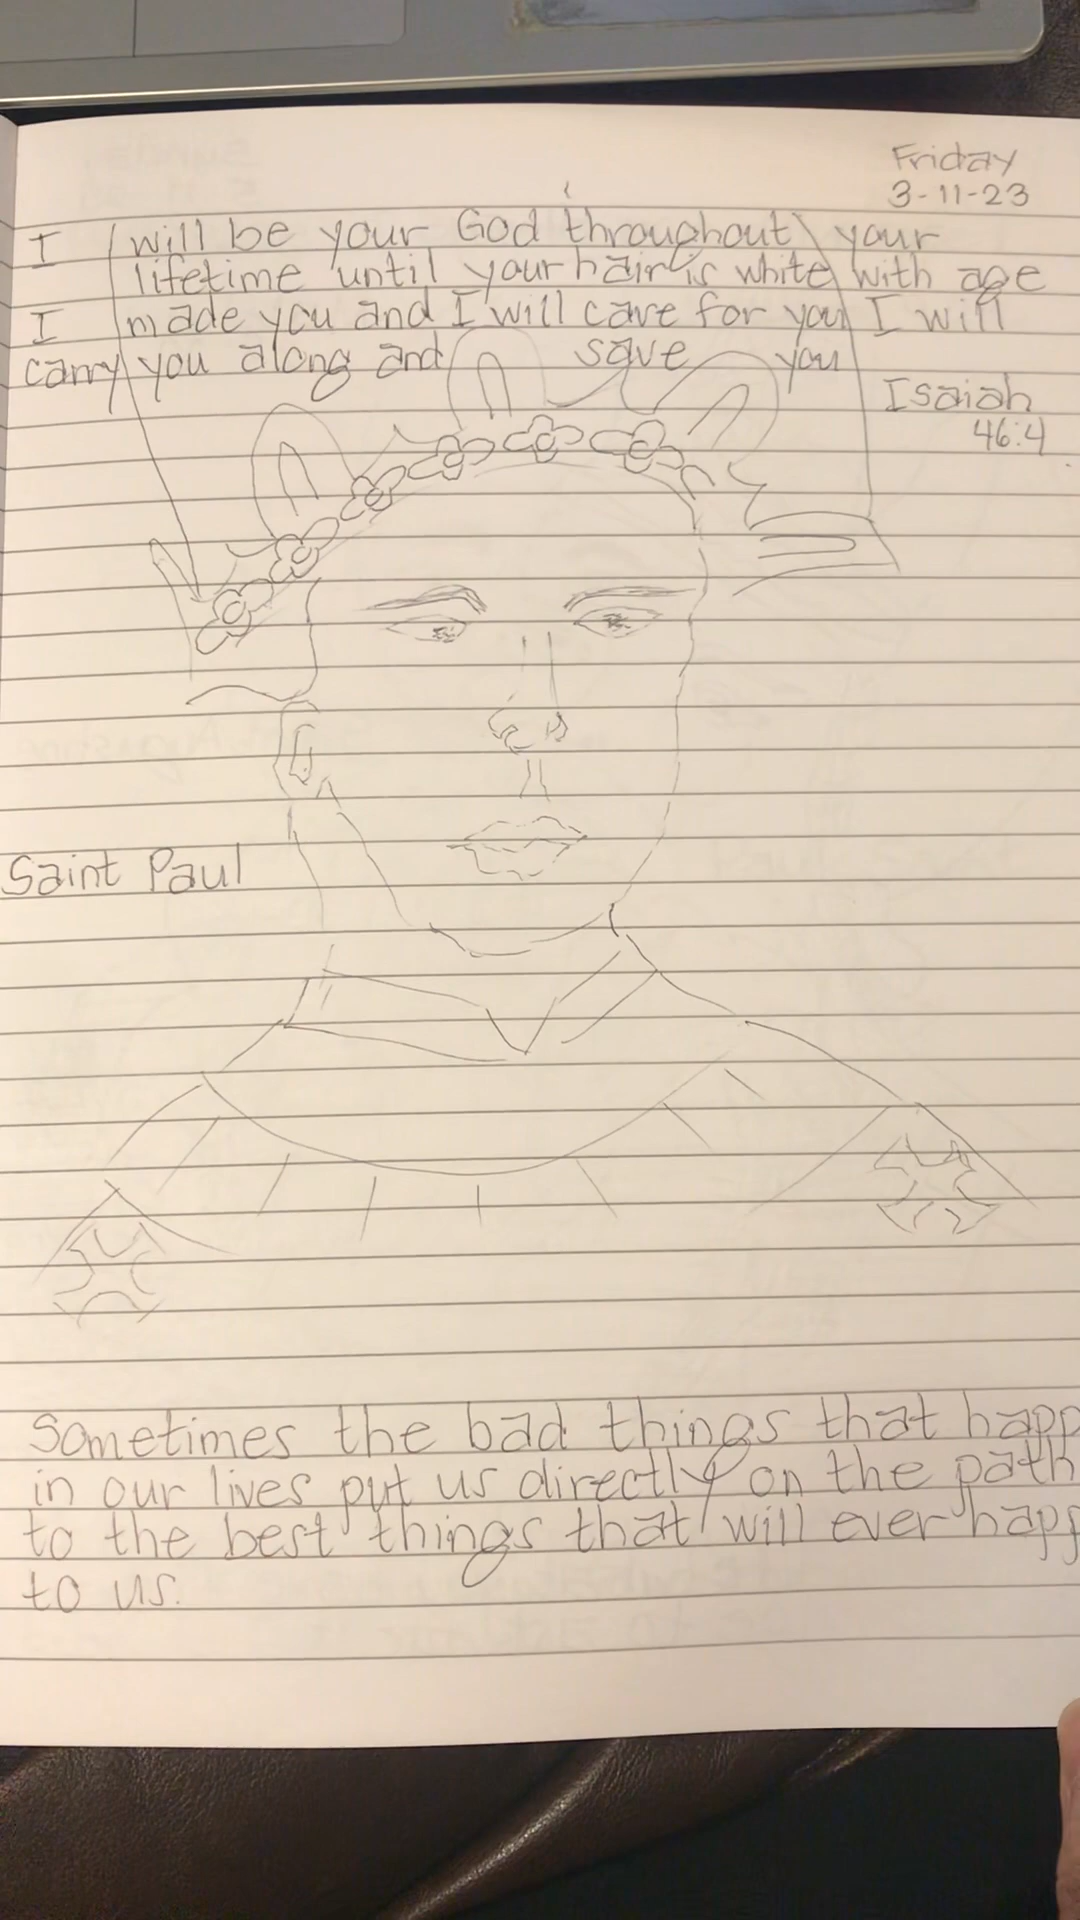 Friday
3-11-23
I will be your God throughout your
lifetime until your hair is white with age
I made you and I will care for you I will
carry you along and save you
Isaiah
46:4
Saint Paul
Sometimes the bad things that happ
in our lives put us directly on the path
to the best things that will ever happ
to us.